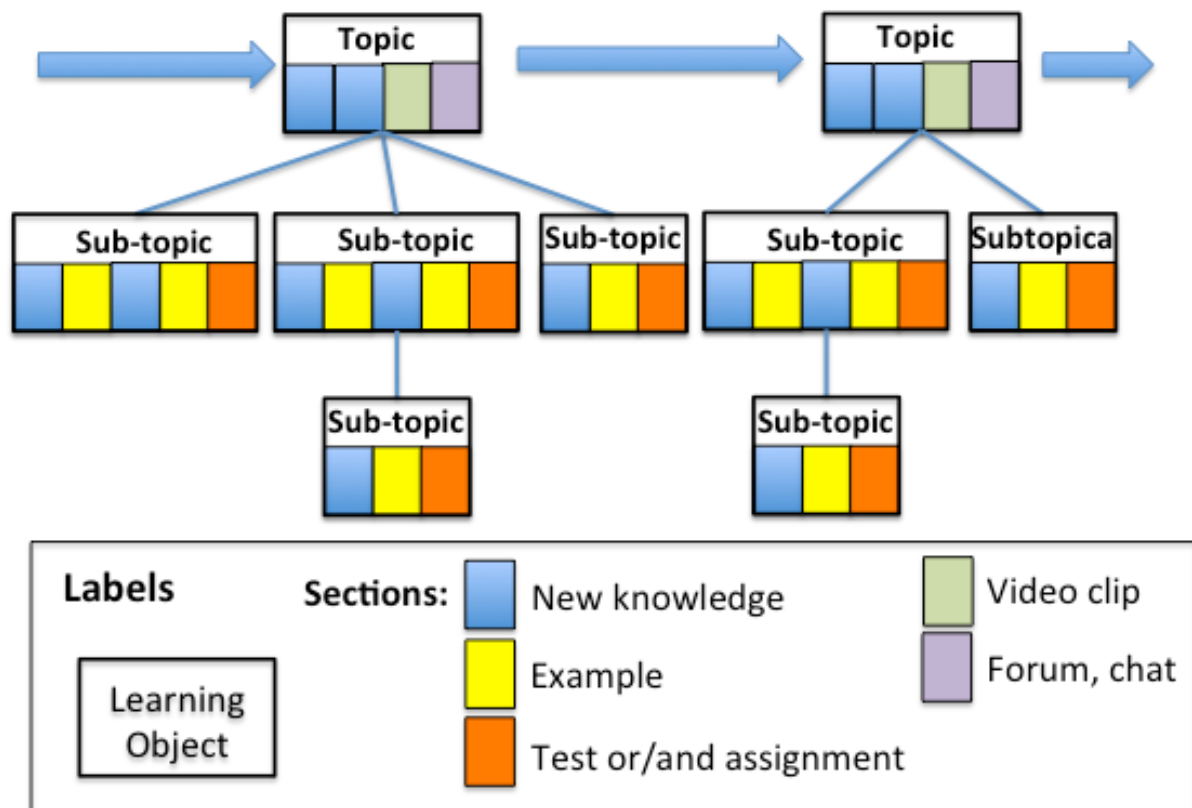 Topic
Topic
Sub-topic
Sub-topic
Sub-topic
Sub-topic
Subtopica
Sub-topic
Sub-topic
Labels
Sections:
New knowledge
Video clip
Example
Forum, chat
Learning
Object
Test or/and assignment